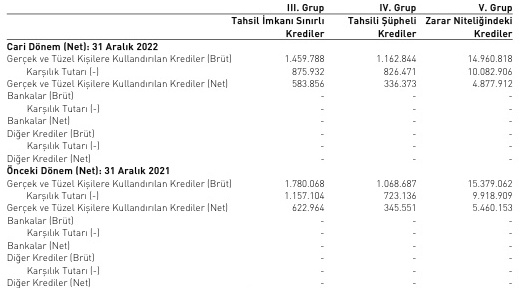 III. Grup IV. Grup V. Grup
Tahsil İmkanı Sınırlı Tahsili Şüpheli Zarar Niteliğindeki
Krediler Krediler Krediler
Cari Dönem (Net): 31 Aralık 2022
Gerçek ve Tüzel Kişilere Kullandırılan Krediler (Brüt) 1.459.788 1.162.844 14.960.818
Karşılık Tutarı (-) 875.932 826.471 10.082.906
Gerçek ve Tüzel Kişilere Kullandırılan Krediler (Net) 583.856 336.373 4.877.912
Bankalar (Brüt) - - -
Karşılık Tutarı (-) - - -
Bankalar (Net) - - -
Diğer Krediler (Brüt) - - -
Karşılık Tutarı (-) - - -
Diğer Krediler (Net) - - -
Önceki Dönem (Net): 31 Aralık 2021
Gerçek ve Tüzel Kişilere Kullandırılan Krediler (Brüt) 1.780.068 1.068.687 15.379.062
Karşılık Tutarı (-) 1.157.104 723.136 9.918.909
Gerçek ve Tüzel Kişilere Kullandırılan Krediler (Net) 622.964 345.551 5.460.153
Bankalar (Brüt) - - -
Karşılık Tutarı (-) - - -
Bankalar (Net) - - -
Diğer Krediler (Brüt) - - -
Karşılık Tutarı (-) - - -
Diğer Krediler (Net) - - -